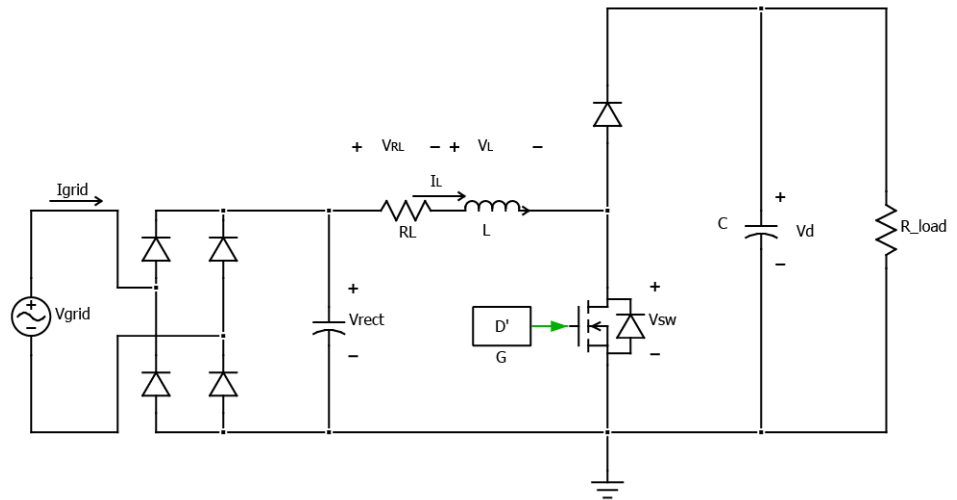 + VRL − + VL −
Igrid
IL
RL
L
C
+
Vd
−
R_load
+
−
Vgrid
+
Vrect
−
D'
G
+
Vsw
−